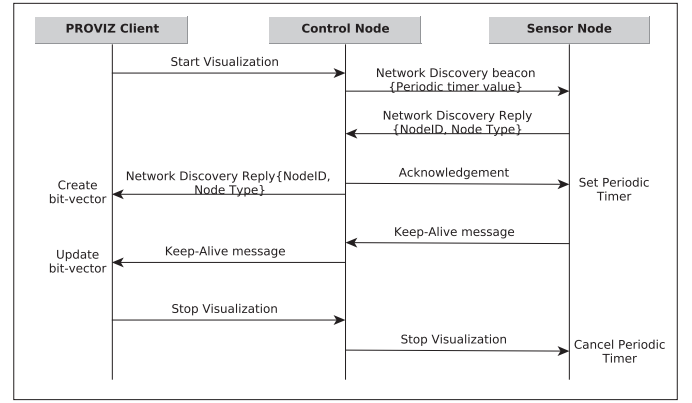 PROVIZ Client
Control Node
Sensor Node
Start Visualization
Network Discovery beacon
{Periodic timer value}
Network Discovery Reply
{NodeID, Node Type}
Acknowledgement
Set Periodic
Timer
Network Discovery Reply{NodeID,
Node Type}
Create
bit-vector
Keep-Alive message
Keep-Alive message
Update
bit-vector
Stop Visualization
Stop Visualization
Cancel Periodic
Timer